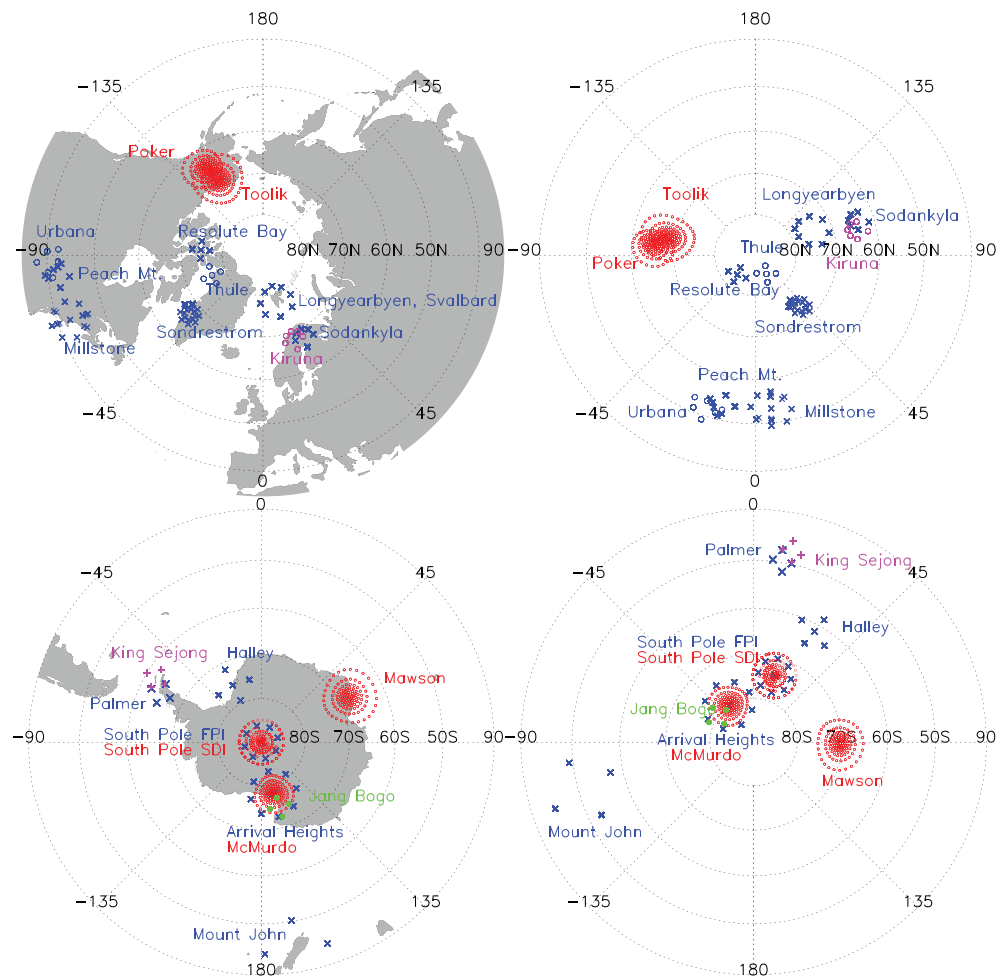 180
-135
135
Poker
Toolik
Urbana
Resolute Bay
-90
80N 70N 60N 50N
90
Peach Mt.
Thule
Longyearbyen, Svalbard
Sondrestrom
Sodankyla
Millstone
Kiruna
-45
45
0
180
-135
135
Longyearbyen
Toolik
Sodankyla
Thule
-90
80N 70N 60N 50N
90
Poker
Kiruna
Resolute Bay
Sondrestrom
Peach Mt.
Urbana
Millstone
-45
45
0
0
-45
45
King Sejong
Halley
Mawson
Palmer
South Pole FPI
-90
80S 70S 60S 50S
90
South Pole SDI
Jang Bogo
Arrival Heights
McMurdo
-135
135
Mount John
180
0
Palmer
King Sejong
-45
45
Halley
South Pole FPI
South Pole SDI
Jang Bogo
-90
Arrival Heights
80S 70S 60S 50S
90
McMurdo
Mawson
Mount John
-135
135
180